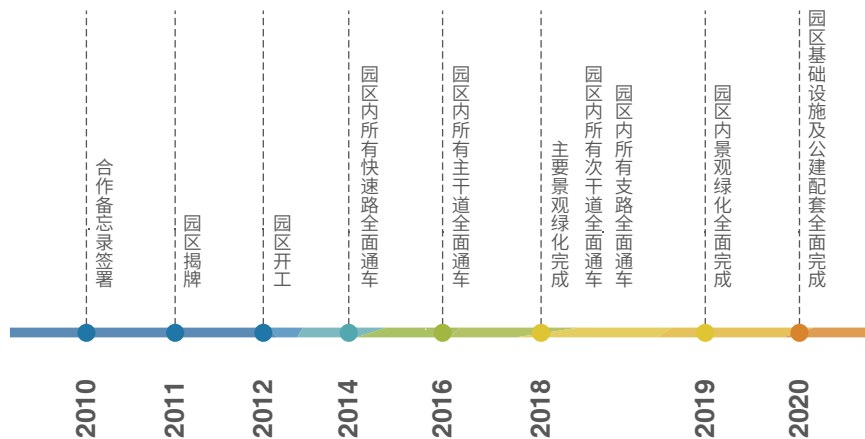 合作备忘录签署
园区揭牌
园区开工
园区内所有快速路全面通车
园区内所有主干道全面通车
主要景观绿化完成
园区内所有次干道全面通车
园区内所有支路全面通车
园区内景观绿化全面完成
园区基础设施及公建配套全面完成
2010
2011
2012
2014
2016
2018
2019
2020